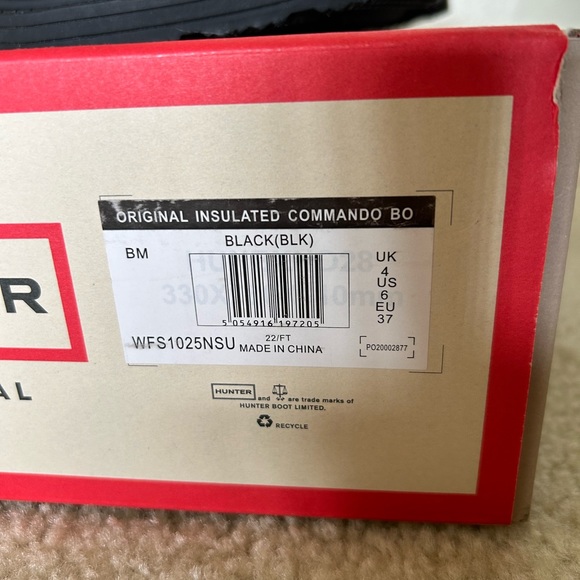 ORIGINAL INSULATED COMMANDO BO
BM
BLACK(BLK)
UK
4
US
6
EU
37
5 054916 197205
WFS1025NSU
22/FT
MADE IN CHINA
PO20002877
R
AL
HUNTER and are trade marks of
HUNTER BOOT LIMITED.
RECYCLE